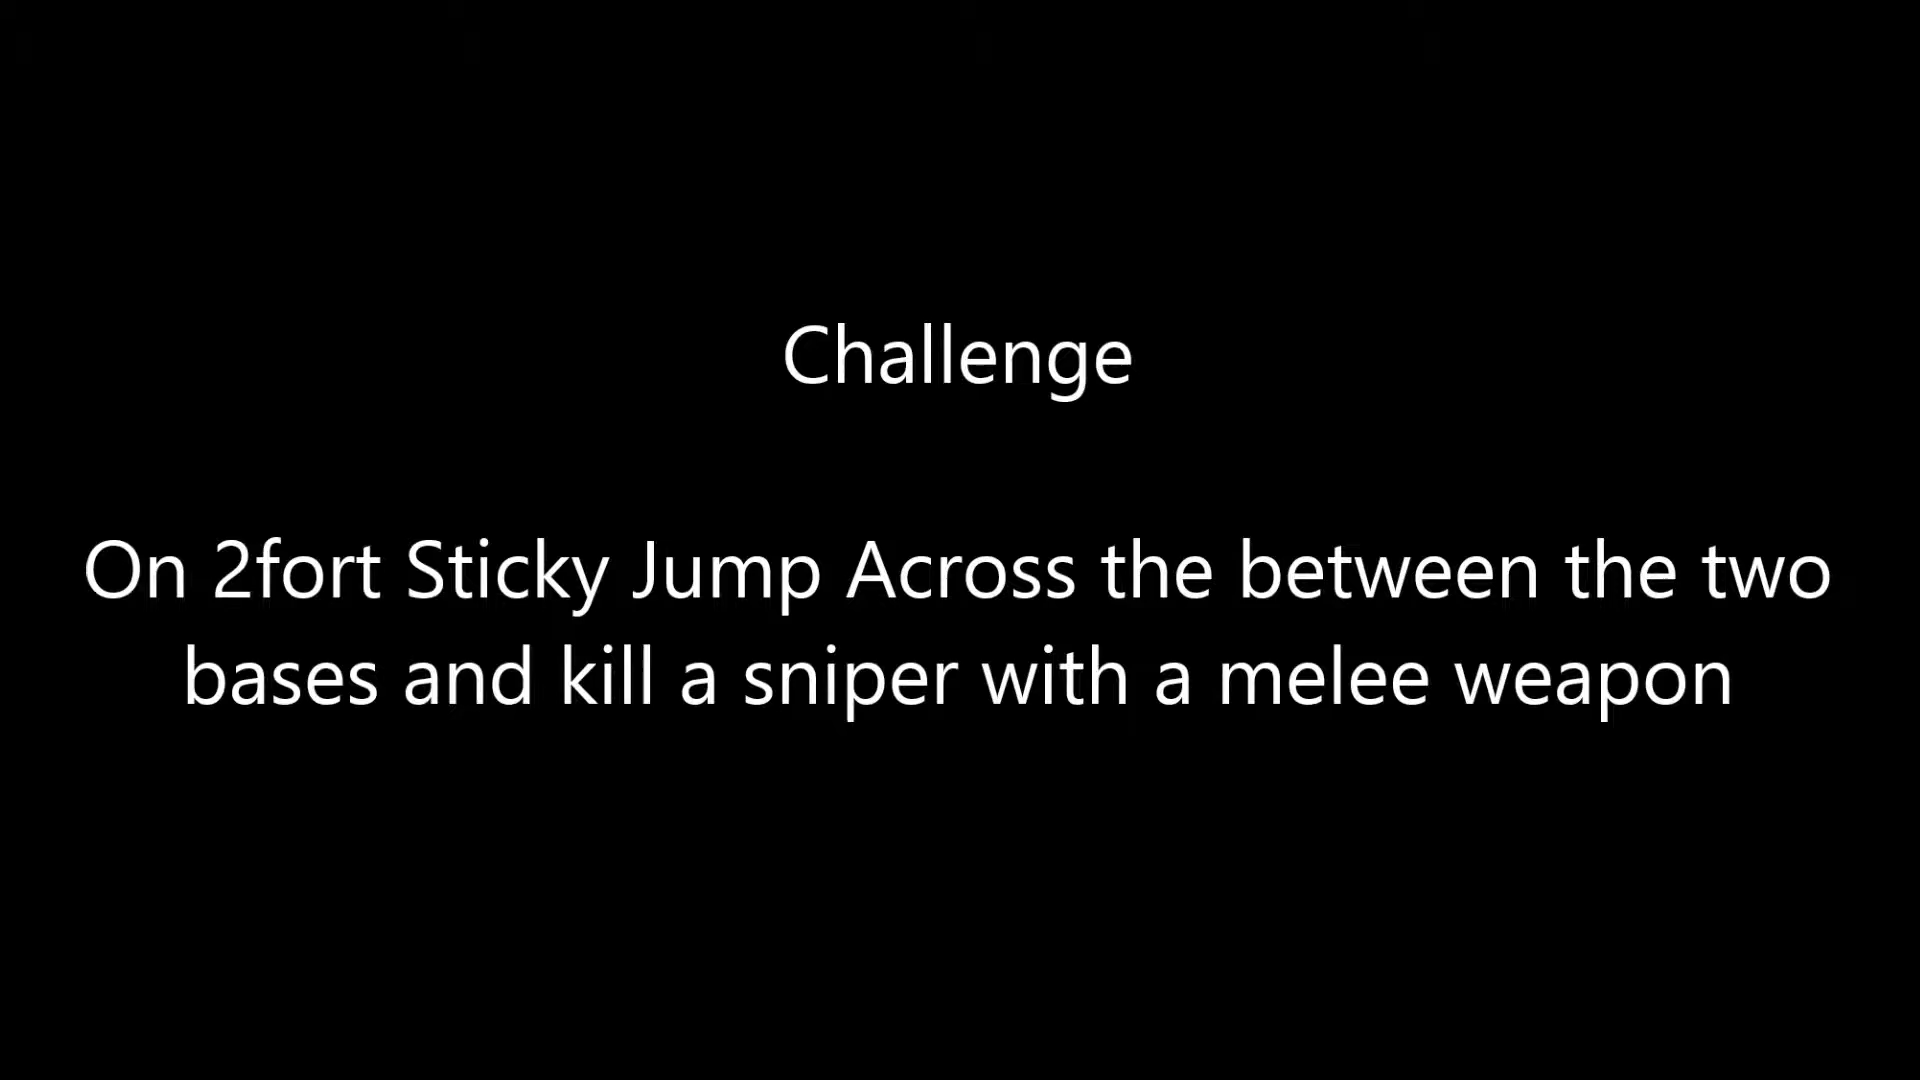 Challenge
On 2fort Sticky Jump Across the between the two
bases and kill a sniper with a melee weapon